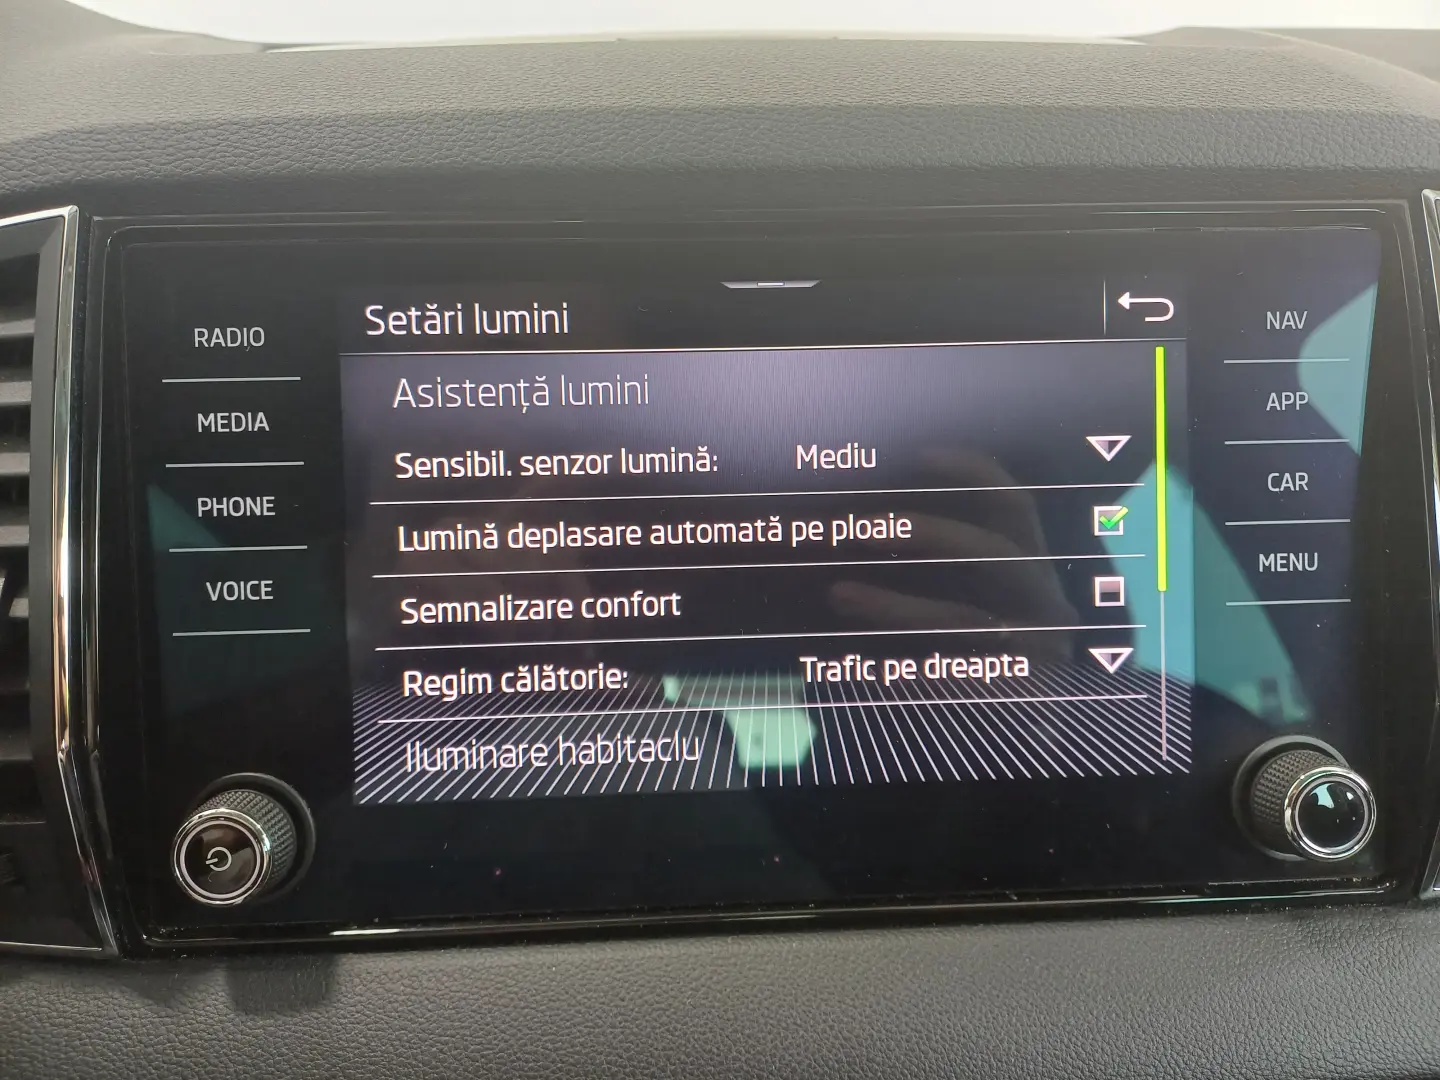 Setări lumini
RADIO
MEDIA
PHONE
VOICE
Asistență lumini
Sensibil. senzor lumină: Mediu
Lumină deplasare automată pe ploaie
Semnalizare confort
Regim călătorie: Trafic pe dreapta
Iluminare habitaclu
NAV
APP
CAR
MENU